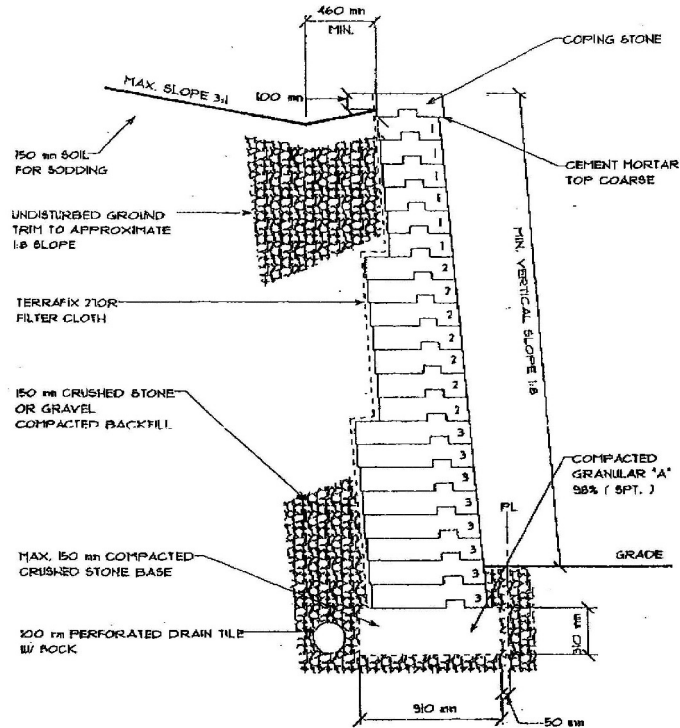 460 mm
MIN.
COPING STONE
MAX. SLOPE 3:1
100 mm
150 mm SOIL
FOR SODDING
CEMENT MORTAR
TOP COARSE
UNDISTURBED GROUND
TRIM TO APPROXIMATE
1:8 SLOPE
1
1
1
1
1
1
2
2
2
2
2
2
2
3
3
3
3
3
3
3
3
MIN. VERTICAL SLOPE 1:8
TERRAFIX 270R
FILTER CLOTH
150 mm CRUSHED STONE
OR GRAVEL
COMPACTED BACKFILL
COMPACTED
GRANULAR "A"
98% ( SPT. )
PL
GRADE
MAX. 150 mm COMPACTED
CRUSHED STONE BASE
100 mm PERFORATED DRAIN TILE
W/ SOCK
310 mm
910 mm
50 mm